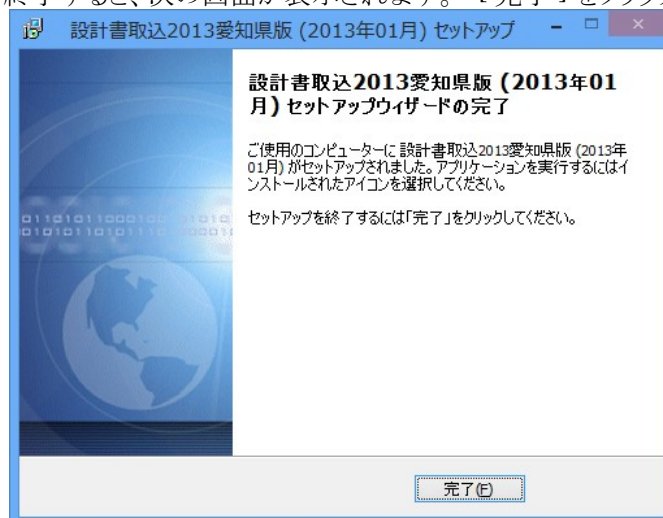 終了すると、次の画面が表示されます。「完了」をクリック
設計書取込2013愛知県版 (2013年01月) セットアップ
設計書取込2013愛知県版 (2013年01
月) セットアップウィザードの完了
ご使用のコンピューターに 設計書取込2013愛知県版 (2013年
01月) がセットアップされました。アプリケーションを実行するにはイ
ンストールされたアイコンを選択してください。
セットアップを終了するには「完了」をクリックしてください。
完了(F)